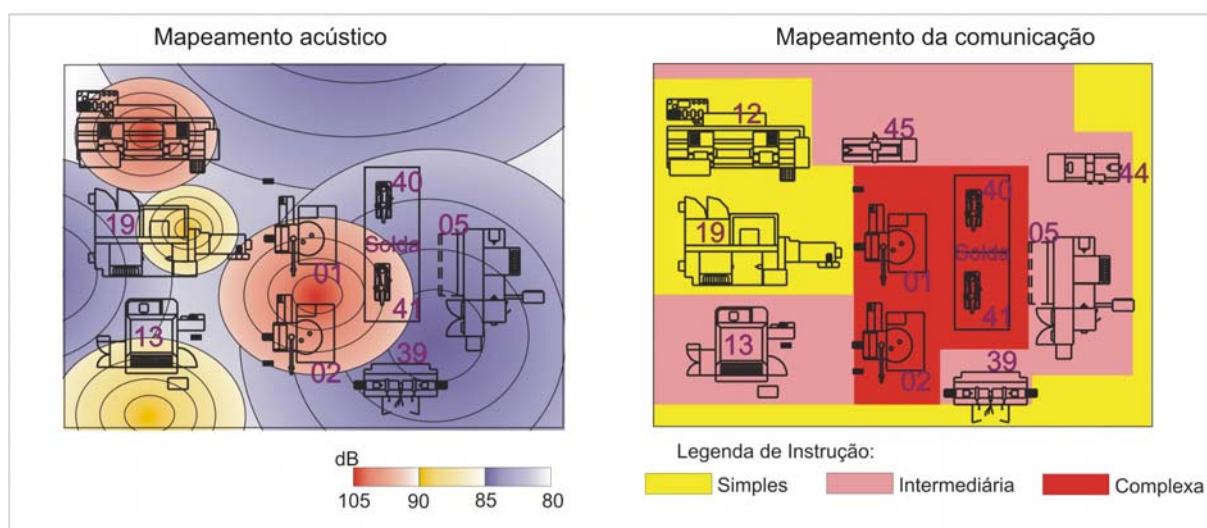 Mapeamento acústico
19
40
Solda
05
01
41
13
39
02
dB
105 90 85 80
Mapeamento da comunicação
12
45
44
40
19
Solda
05
01
41
13
39
02
Legenda de Instrução:
Simples Intermediária Complexa